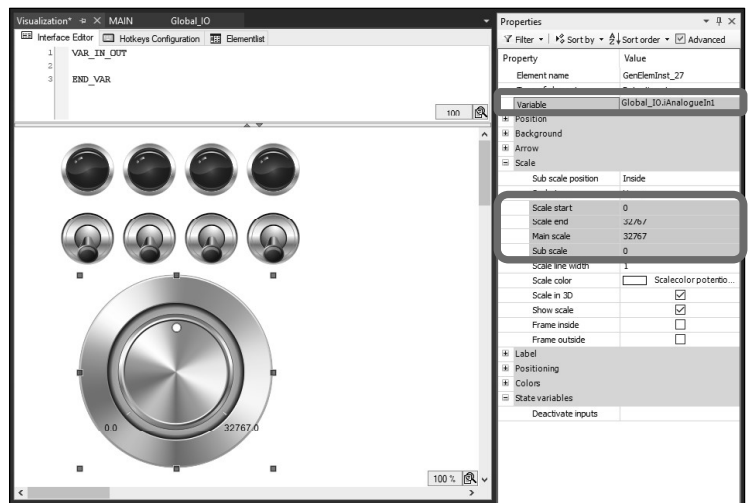 Visualization* MAIN Global_IO
Interface Editor Hotkeys Configuration Elementlist
1 VAR_IN_OUT
2
3 END_VAR
100
0.0 32767.0
100 %
Properties
Filter Sort by Sort order Advanced
Property Value
Element name GenElemInst_27
Variable Global_IO.iAnalogueIn1
Position
Background
Arrow
Scale
Sub scale position Inside
Scale start 0
Scale end 32767
Main scale 32767
Sub scale 0
Scale line width 1
Scale color Scalecolor potentio...
Scale in 3D
Show scale
Frame inside
Frame outside
Label
Positioning
Colors
State variables
Deactivate inputs